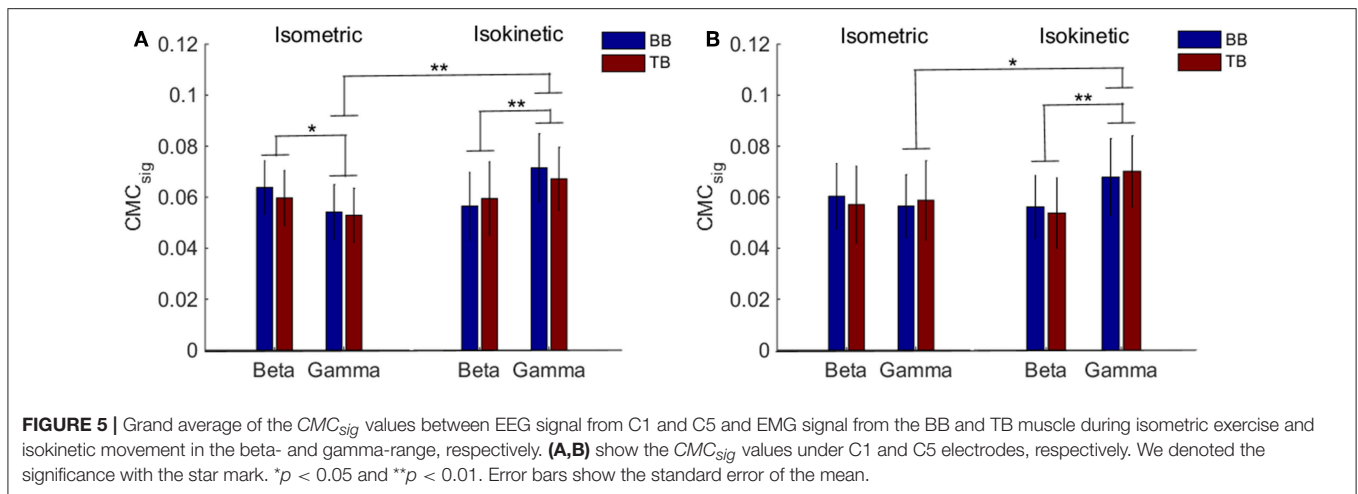 A
Isometric
Isokinetic
BB
TB
0.12
0.1
0.08
0.06
0.04
0.02
0
CMCsig
**
*
**
Beta Gamma
Beta Gamma
B
Isometric
Isokinetic
BB
TB
0.12
0.1
0.08
0.06
0.04
0.02
0
CMCsig
*
**
Beta Gamma
Beta Gamma
FIGURE 5 | Grand average of the CMCsig values between EEG signal from C1 and C5 and EMG signal from the BB and TB muscle during isometric exercise and
isokinetic movement in the beta- and gamma-range, respectively. (A,B) show the CMCsig values under C1 and C5 electrodes, respectively. We denoted the
significance with the star mark. *p < 0.05 and **p < 0.01. Error bars show the standard error of the mean.